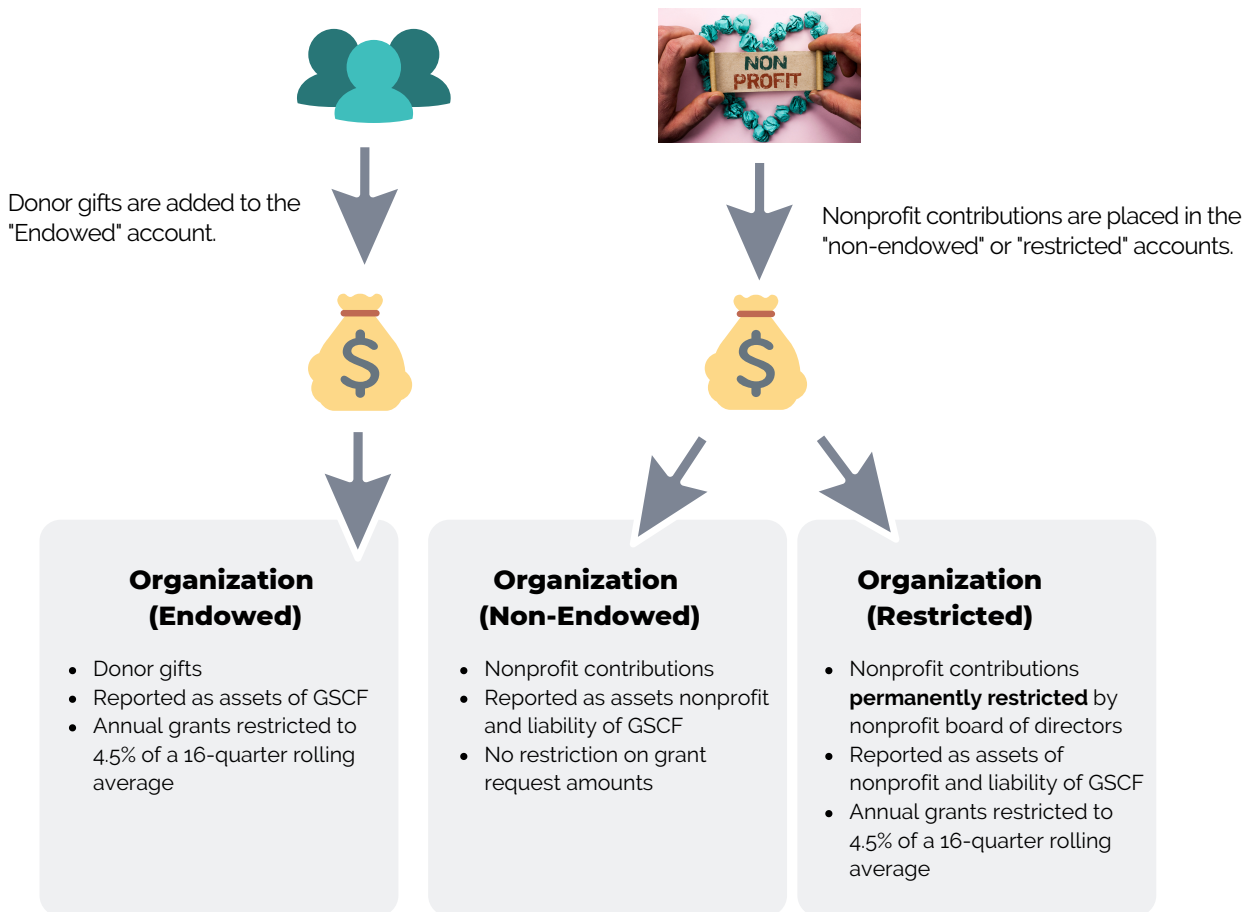 NON
PROFIT
Donor gifts are added to the
"Endowed" account.
Nonprofit contributions are placed in the
"non-endowed" or "restricted" accounts.
$
$
Organization
(Endowed)
• Donor gifts
• Reported as assets of GSCF
• Annual grants restricted to
4.5% of a 16-quarter rolling
average
Organization
(Non-Endowed)
• Nonprofit contributions
• Reported as assets nonprofit
and liability of GSCF
• No restriction on grant
request amounts
Organization
(Restricted)
• Nonprofit contributions
permanently restricted by
nonprofit board of directors
• Reported as assets of
nonprofit and liability of GSCF
• Annual grants restricted to
4.5% of a 16-quarter rolling
average